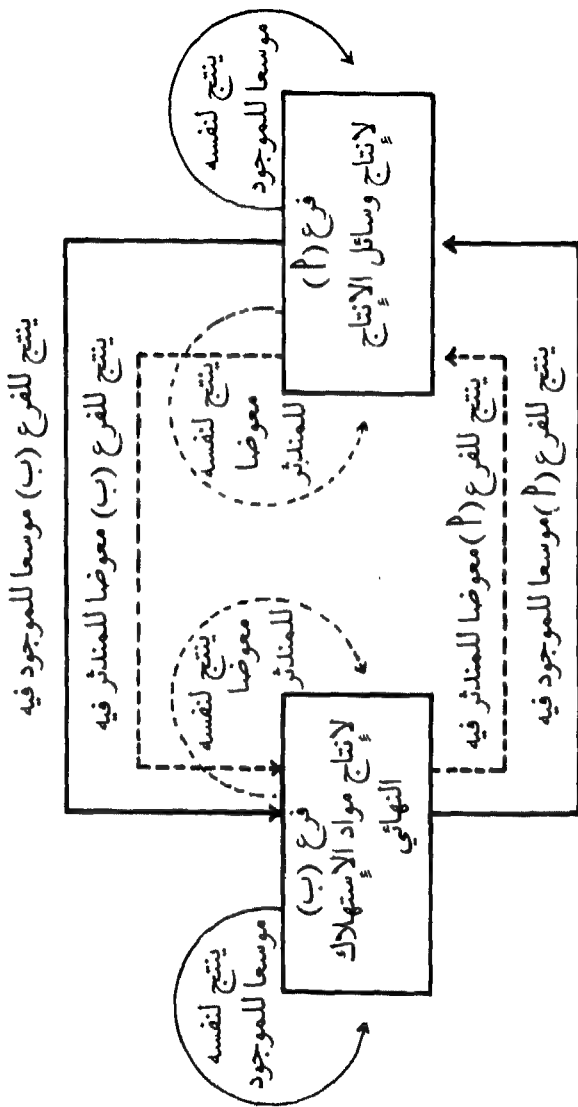 ينتج للفرع (ب) موسعا للموجود فيه
ينتج للفرع (ب) معوضا للمندثر فيه
ينتج لنفسه
موسعا للموجود
فرع (أ)
لإنتاج وسائل الإنتاج
ينتج لنفسه
معوضا
للمندثر
ينتج لنفسه
معوضا
للمندثر
ينتج لنفسه
موسعا للموجود
فرع (ب)
لإنتاج مواد الإستهلاك
النهائي
ينتج للفرع (أ) معوضا للمندثر فيه
ينتج للفرع (أ) موسعا للموجود فيه